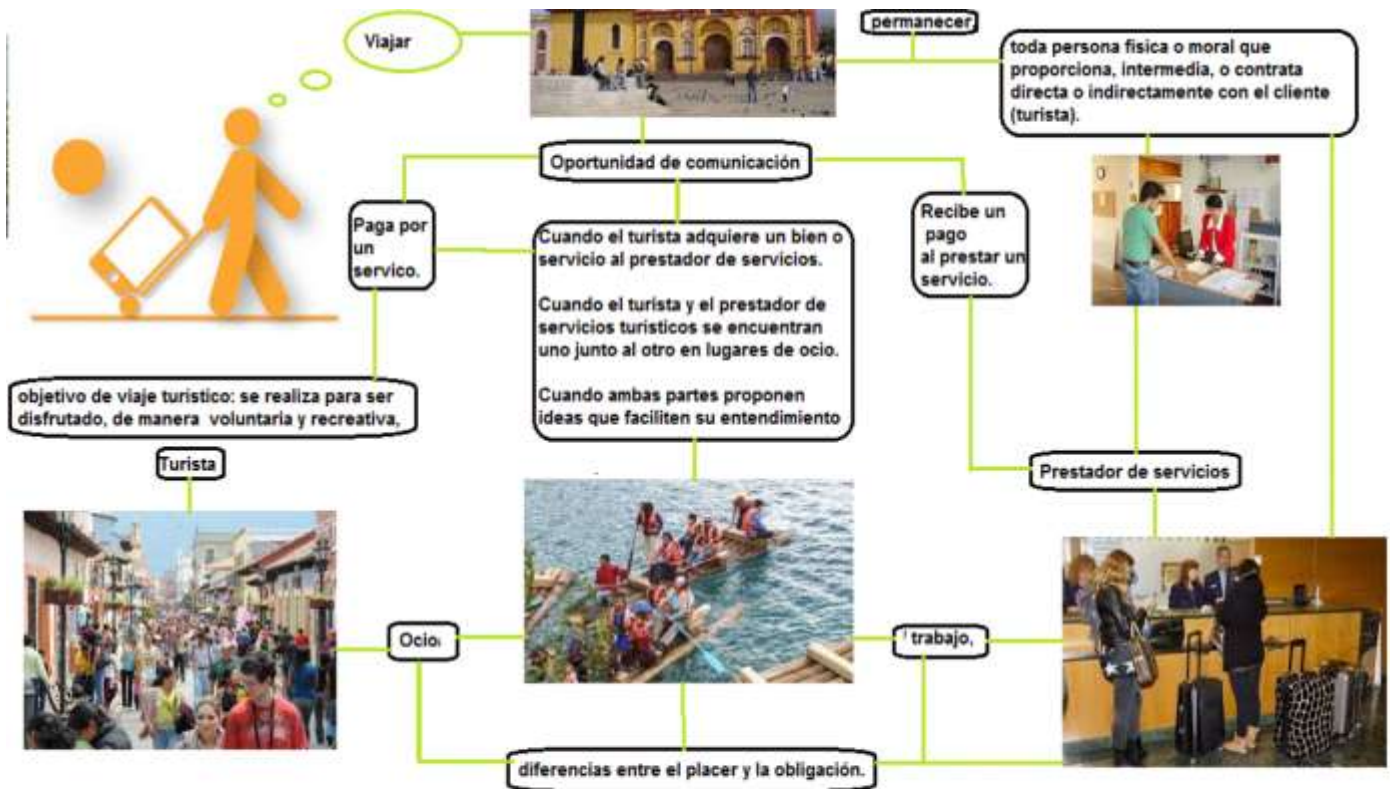 Viajar
permanecer,
toda persona fisica o moral que
proporciona, intermedia, o contrata
directa o indirectamente con el cliente
(turista).
Oportunidad de comunicación
Paga por
un
servico.
Cuando el turista adquiere un bien o
servicio al prestador de servicios.
Cuando el turista y el prestador de
servicios turísticos se encuentran
uno junto al otro en lugares de ocio.
Cuando ambas partes proponen
ideas que faciliten su entendimiento
Recibe un
pago
al prestar un
servicio.
objetivo de viaje turístico: se realiza para ser
disfrutado, de manera voluntaria y recreativa,
Turista
Prestador de servicios
Ocio.
trabajo,
diferencias entre el placer y la obligación.